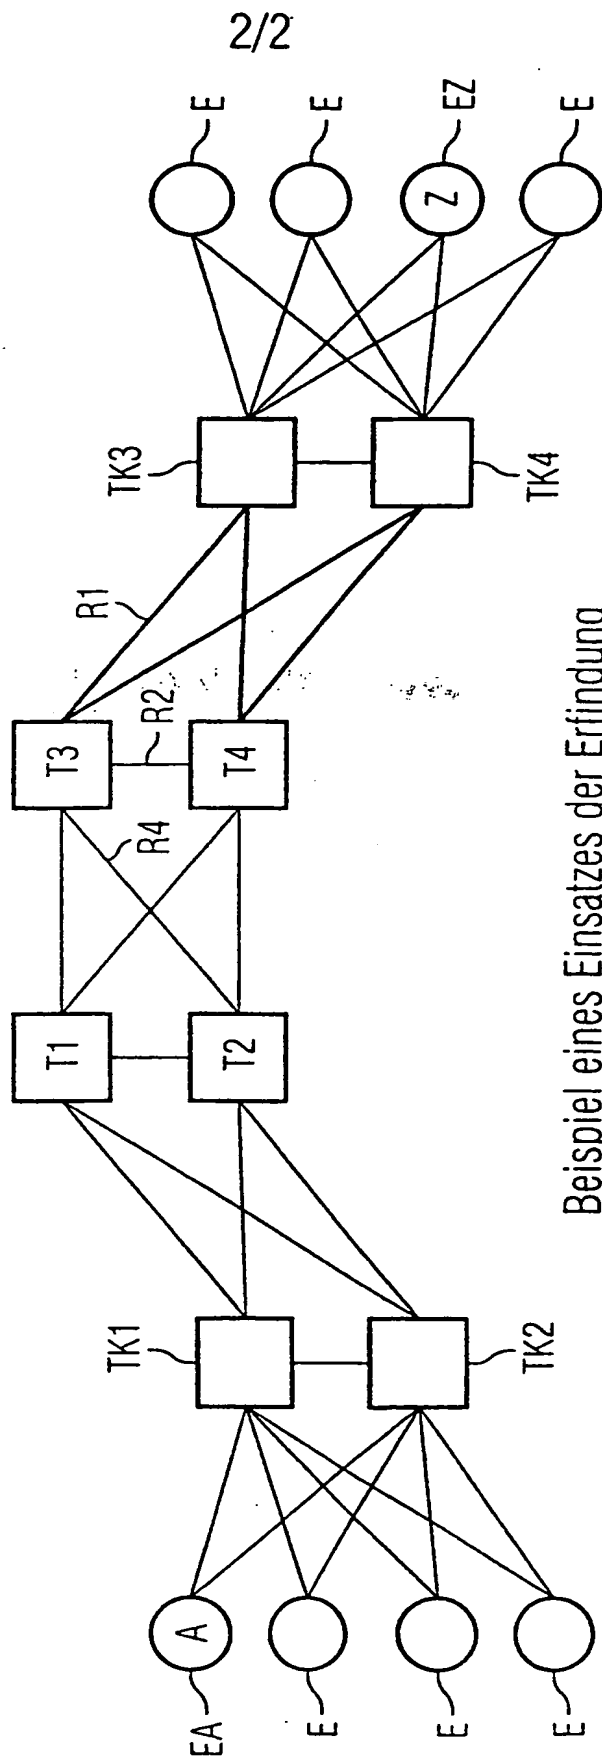 2/2
T1
T3
R1
R4
R2
T2
T4
TK1
TK3
TK2
TK4
A
EA
E
E
E
E
E
Z
EZ
E
Beispiel eines Einsatzes der Erfindung